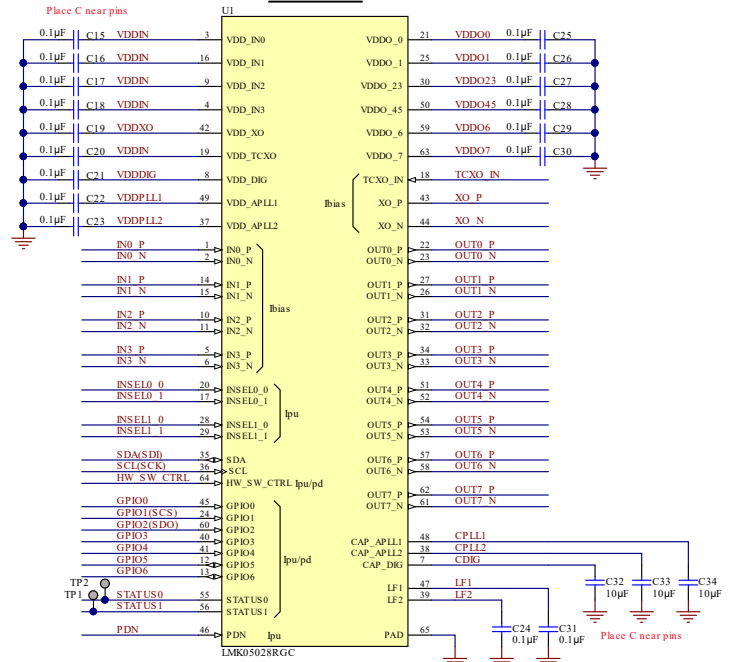 Place C near pins
U1
0.1µF C15 VDDIN 3 VDD_IN0 VDDO_0 21 VDDO0 0.1µF C25
0.1µF C16 VDDIN 16 VDD_IN1 VDDO_1 25 VDDO1 0.1µF C26
0.1µF C17 VDDIN 9 VDD_IN2 VDDO_23 30 VDDO23 0.1µF C27
0.1µF C18 VDDIN 4 VDD_IN3 VDDO_45 50 VDDO45 0.1µF C28
0.1µF C19 VDDXO 42 VDD_XO VDDO_6 59 VDDO6 0.1µF C29
0.1µF C20 VDDIN 19 VDD_TCXO VDDO_7 63 VDDO7 0.1µF C30
0.1µF C21 VDDDIG 8 VDD_DIG TCXO_IN 18 TCXO_IN
0.1µF C22 VDDPLL1 49 VDD_APLL1 Ibias XO_P 43 XO_P
0.1µF C23 VDDPLL2 37 VDD_APLL2 XO_N 44 XO_N
IN0_P 1 IN0_P OUT0_P 22 OUT0_P
IN0_N 2 IN0_N OUT0_N 23 OUT0_N
IN1_P 14 IN1_P OUT1_P 27 OUT1_P
IN1_N 15 IN1_N OUT1_N 26 OUT1_N
Ibias
IN2_P 10 IN2_P OUT2_P 31 OUT2_P
IN2_N 11 IN2_N OUT2_N 32 OUT2_N
IN3_P 5 IN3_P OUT3_P 34 OUT3_P
IN3_N 6 IN3_N OUT3_N 33 OUT3_N
INSEL0_0 20 INSEL0_0 OUT4_P 51 OUT4_P
INSEL0_1 17 INSEL0_1 OUT4_N 52 OUT4_N
Ipu
INSEL1_0 28 INSEL1_0 OUT5_P 54 OUT5_P
INSEL1_1 29 INSEL1_1 OUT5_N 53 OUT5_N
SDA(SDI) 35 SDA OUT6_P 57 OUT6_P
SCL(SCK) 36 SCL OUT6_N 58 OUT6_N
HW_SW_CTRL 64 HW_SW_CTRL Ipu/pd
OUT7_P 62 OUT7_P
GPIO0 45 GPIO0 OUT7_N 61 OUT7_N
GPIO1(SCS) 24 GPIO1
GPIO2(SDO) 60 GPIO2
GPIO3 40 GPIO3 CAP_APLL1 48 CPLL1
GPIO4 41 GPIO4 Ipu/pd CAP_APLL2 38 CPLL2
GPIO5 12 GPIO5 CAP_DIG 7 CDIG
GPIO6 13 GPIO6
TP2 C32 C33 C34
TP1 LF1 47 LF1 10µF 10µF 10µF
STATUS0 55 STATUS0 LF2 39 LF2
STATUS1 56 STATUS1
PDN 46 PDN Ipu PAD 65 C24 C31 Place C near pins
0.1µF 0.1µF
LMK05028RGC